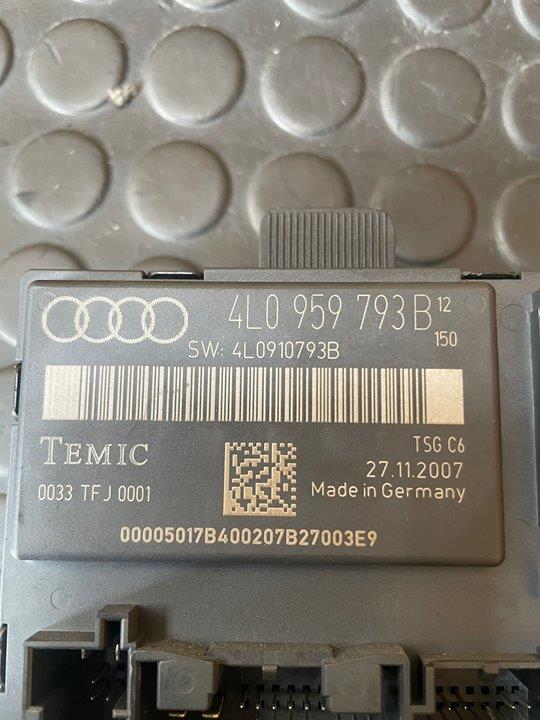 4L0 959 793 B 12
150
SW: 4L0910793B
TEMIC
TSG C6
27.11.2007
0033 TFJ 0001
Made in Germany
00005017B400207B27003E9